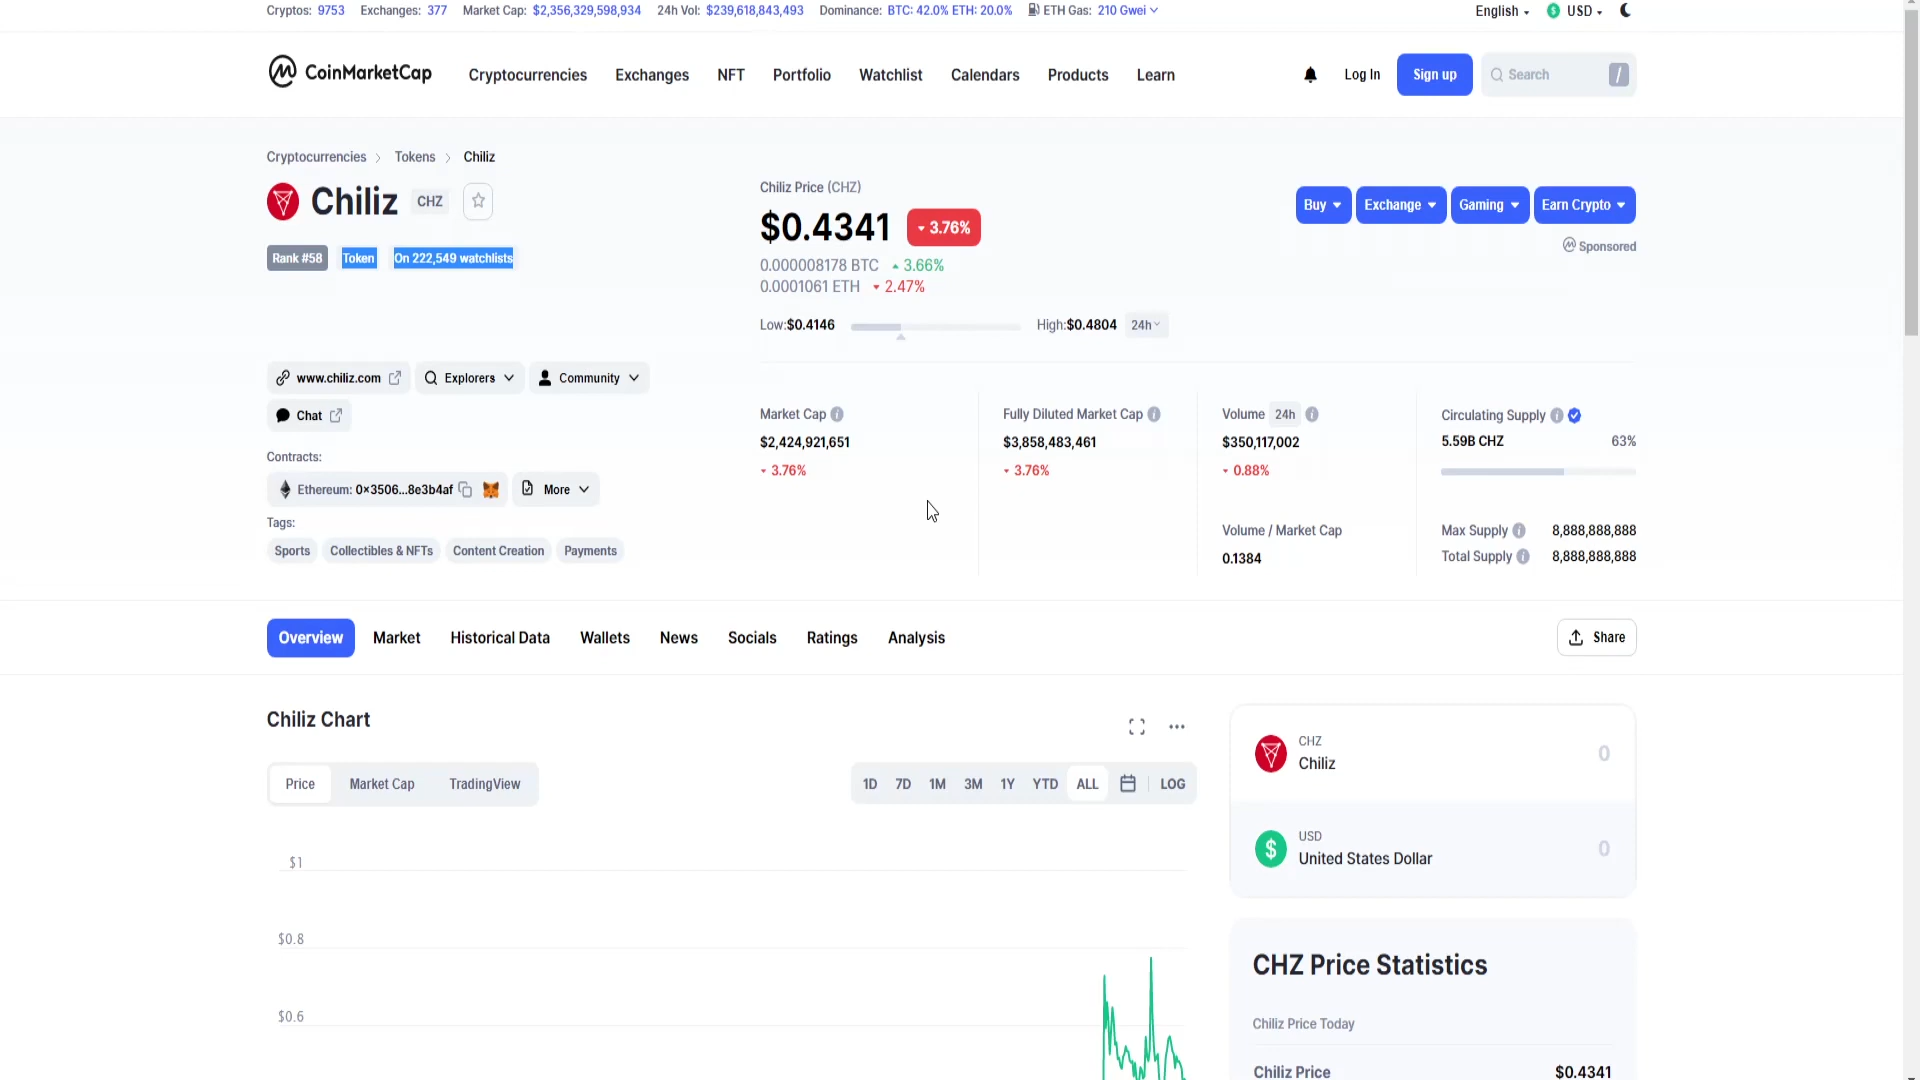 Cryptos: 9753 Exchanges: 377 Market Cap: $2,356,329,598,934 24h Vol: $239,618,843,493 Dominance: BTC: 42.0% ETH: 20.0% ETH Gas: 210 Gwei English USD
CoinMarketCap Cryptocurrencies Exchanges NFT Portfolio Watchlist Calendars Products Learn Log In Sign up Search /
Cryptocurrencies > Tokens > Chiliz
Chiliz CHZ
Rank #58 Token On 222,549 watchlists
Chiliz Price (CHZ)
$0.4341 3.76%
0.000008178 BTC 3.66%
0.0001061 ETH 2.47%
Low:$0.4146 High:$0.4804 24h
Buy Exchange Gaming Earn Crypto
Sponsored
www.chiliz.com Explorers Community
Chat
Contracts:
Ethereum: 0x3506...8e3b4af More
Tags:
Sports Collectibles & NFTs Content Creation Payments
Market Cap
$2,424,921,651
3.76%
Fully Diluted Market Cap
$3,858,483,461
3.76%
Volume 24h
$350,117,002
0.88%
Volume / Market Cap
0.1384
Circulating Supply
5.59B CHZ 63%
Max Supply 8,888,888,888
Total Supply 8,888,888,888
Overview Market Historical Data Wallets News Socials Ratings Analysis Share
Chiliz Chart
Price Market Cap TradingView 1D 7D 1M 3M 1Y YTD ALL LOG
$1
$0.8
$0.6
CHZ
Chiliz 0
$ USD
United States Dollar 0
CHZ Price Statistics
Chiliz Price Today
Chiliz Price $0.4341